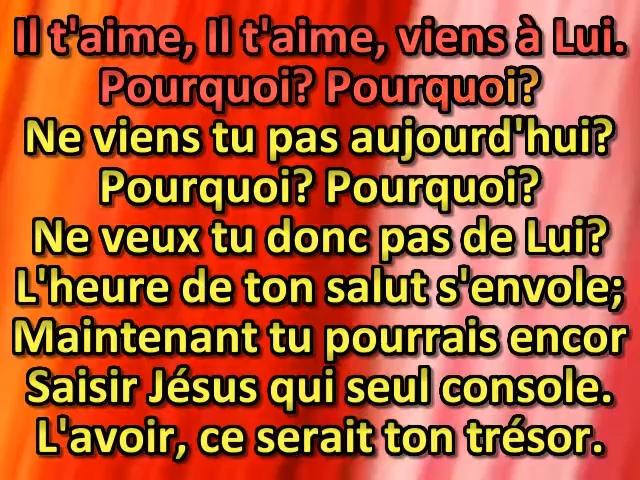 Il t'aime, Il t'aime, viens à Lui.
Pourquoi? Pourquoi?
Ne viens tu pas aujourd'hui?
Pourquoi? Pourquoi?
Ne veux tu donc pas de Lui?
L'heure de ton salut s'envole;
Maintenant tu pourrais encor
Saisir Jésus qui seul console.
L'avoir, ce serait ton trésor.